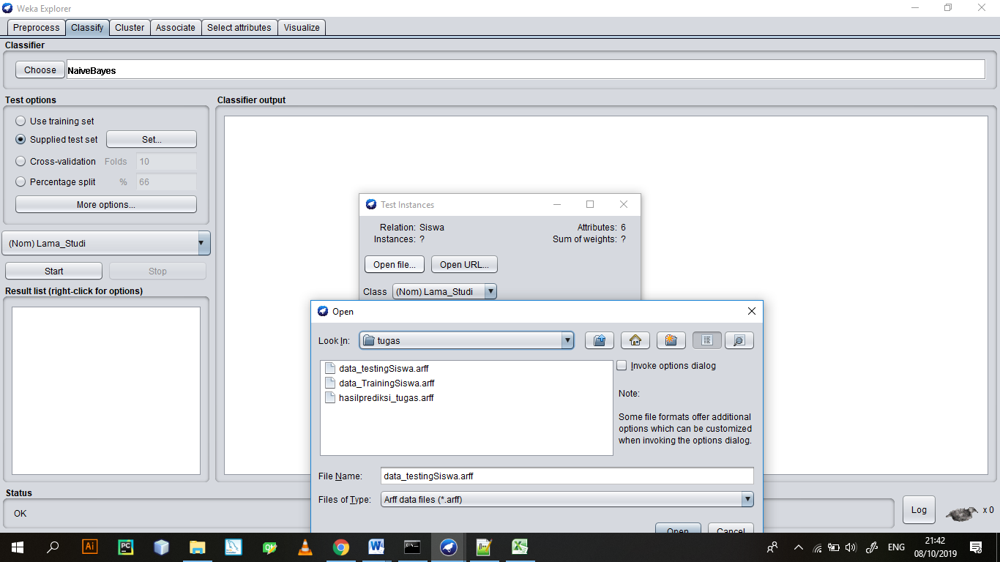 Weka Explorer
Preprocess Classify Cluster Associate Select attributes Visualize
Classifier
Choose NaiveBayes
Test options
Use training set
Supplied test set Set...
Cross-validation Folds 10
Percentage split % 66
More options...
(Nom) Lama_Studi
Start Stop
Result list (right-click for options)
Classifier output
Test Instances
Relation: Siswa Attributes: 6
Instances: ? Sum of weights: ?
Open file... Open URL...
Class (Nom) Lama_Studi
Open
Look In: tugas
data_testingSiswa.arff
data_TrainingSiswa.arff
hasilprediksi_tugas.arff
Invoke options dialog
Note:
Some file formats offer additional
options which can be customized
when invoking the options dialog.
File Name: data_testingSiswa.arff
Files of Type: Arff data files (*.arff)
Open Cancel
Status
OK
Log x 0
Ai PC W ENG 21:42
08/10/2019